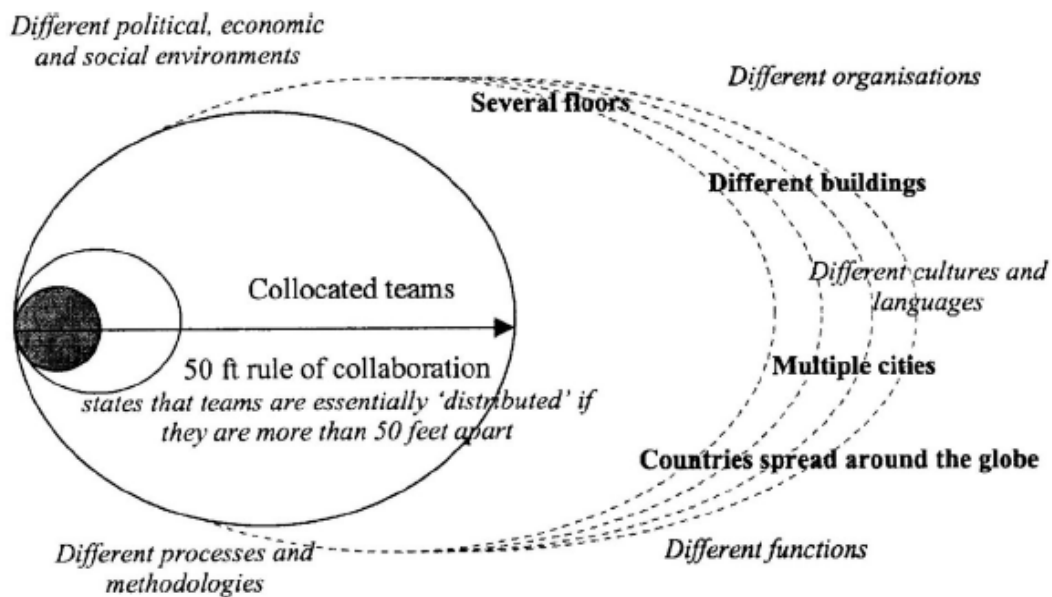 Different political, economic
and social environments
Different organisations
Several floors
Different buildings
Different cultures and
languages
Collocated teams
50 ft rule of collaboration
states that teams are essentially ‘distributed’ if
they are more than 50 feet apart
Multiple cities
Countries spread around the globe
Different processes and
methodologies
Different functions